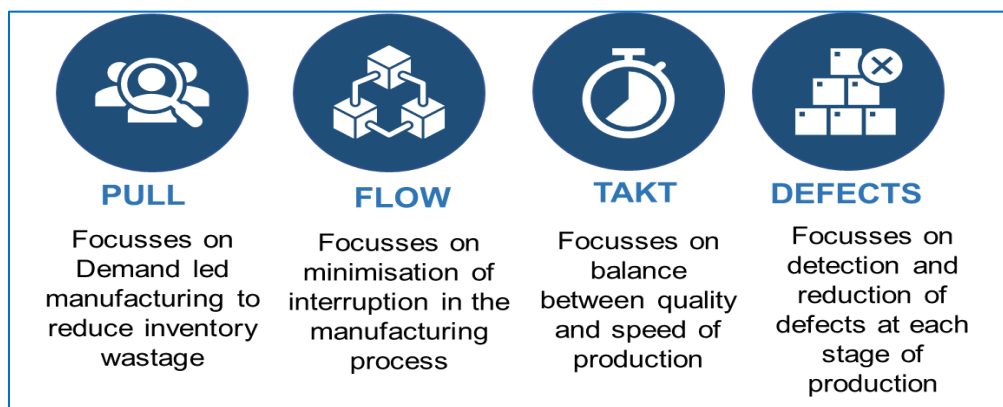 PULL
Focusses on
Demand led
manufacturing to
reduce inventory
wastage
FLOW
Focusses on
minimisation of
interruption in the
manufacturing
process
TAKT
Focusses on
balance
between quality
and speed of
production
DEFECTS
Focusses on
detection and
reduction of
defects at each
stage of
production